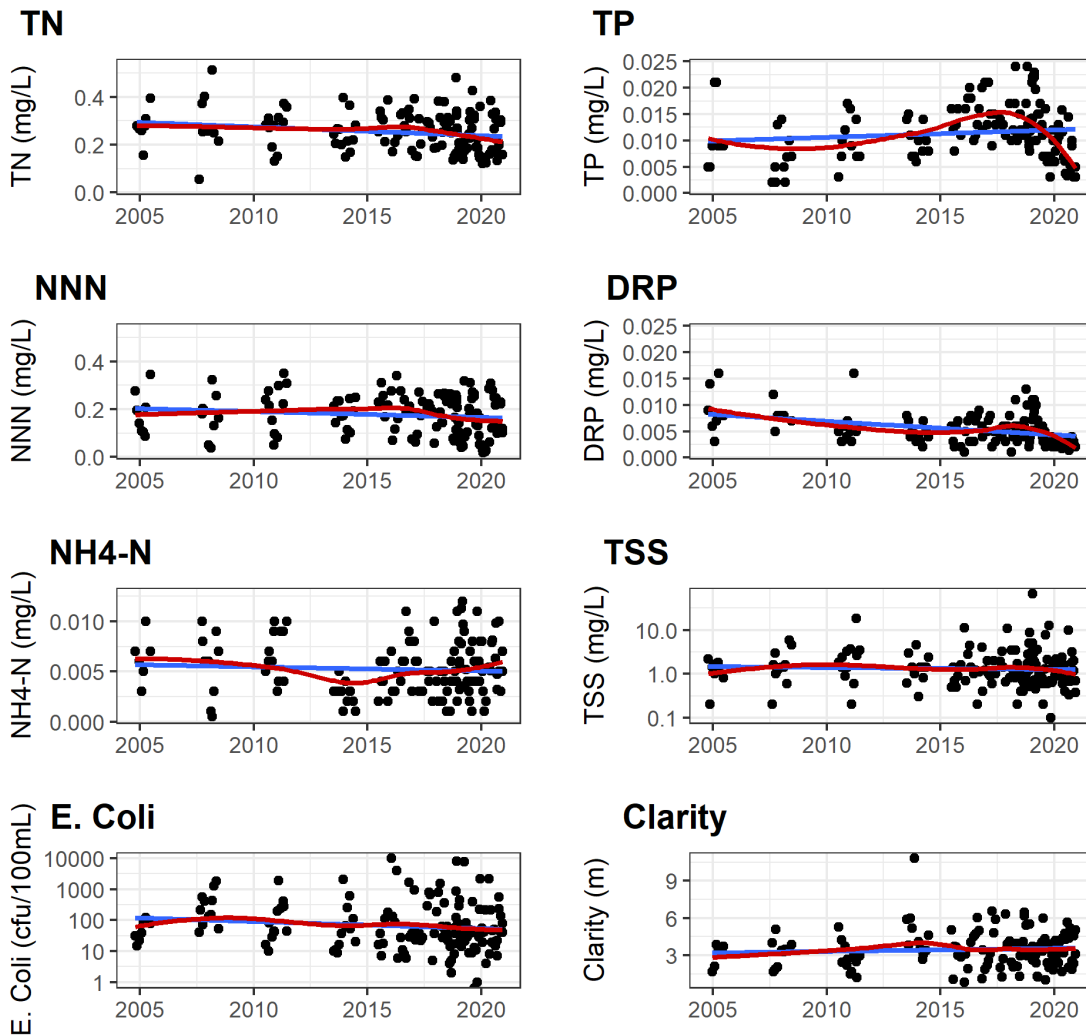 TN
TN (mg/L)
0.4
0.2
0.0
2005 2010 2015 2020
TP
TP (mg/L)
0.025
0.020
0.015
0.010
0.005
0.000
2005 2010 2015 2020
NNN
NNN (mg/L)
0.4
0.2
0.0
2005 2010 2015 2020
DRP
DRP (mg/L)
0.025
0.020
0.015
0.010
0.005
0.000
2005 2010 2015 2020
NH4-N
NH4-N (mg/L)
0.010
0.005
0.000
2005 2010 2015 2020
TSS
TSS (mg/L)
10.0
1.0
0.1
2005 2010 2015 2020
E. Coli
E. Coli (cfu/100mL)
10000
1000
100
10
1
2005 2010 2015 2020
Clarity
Clarity (m)
9
6
3
2005 2010 2015 2020